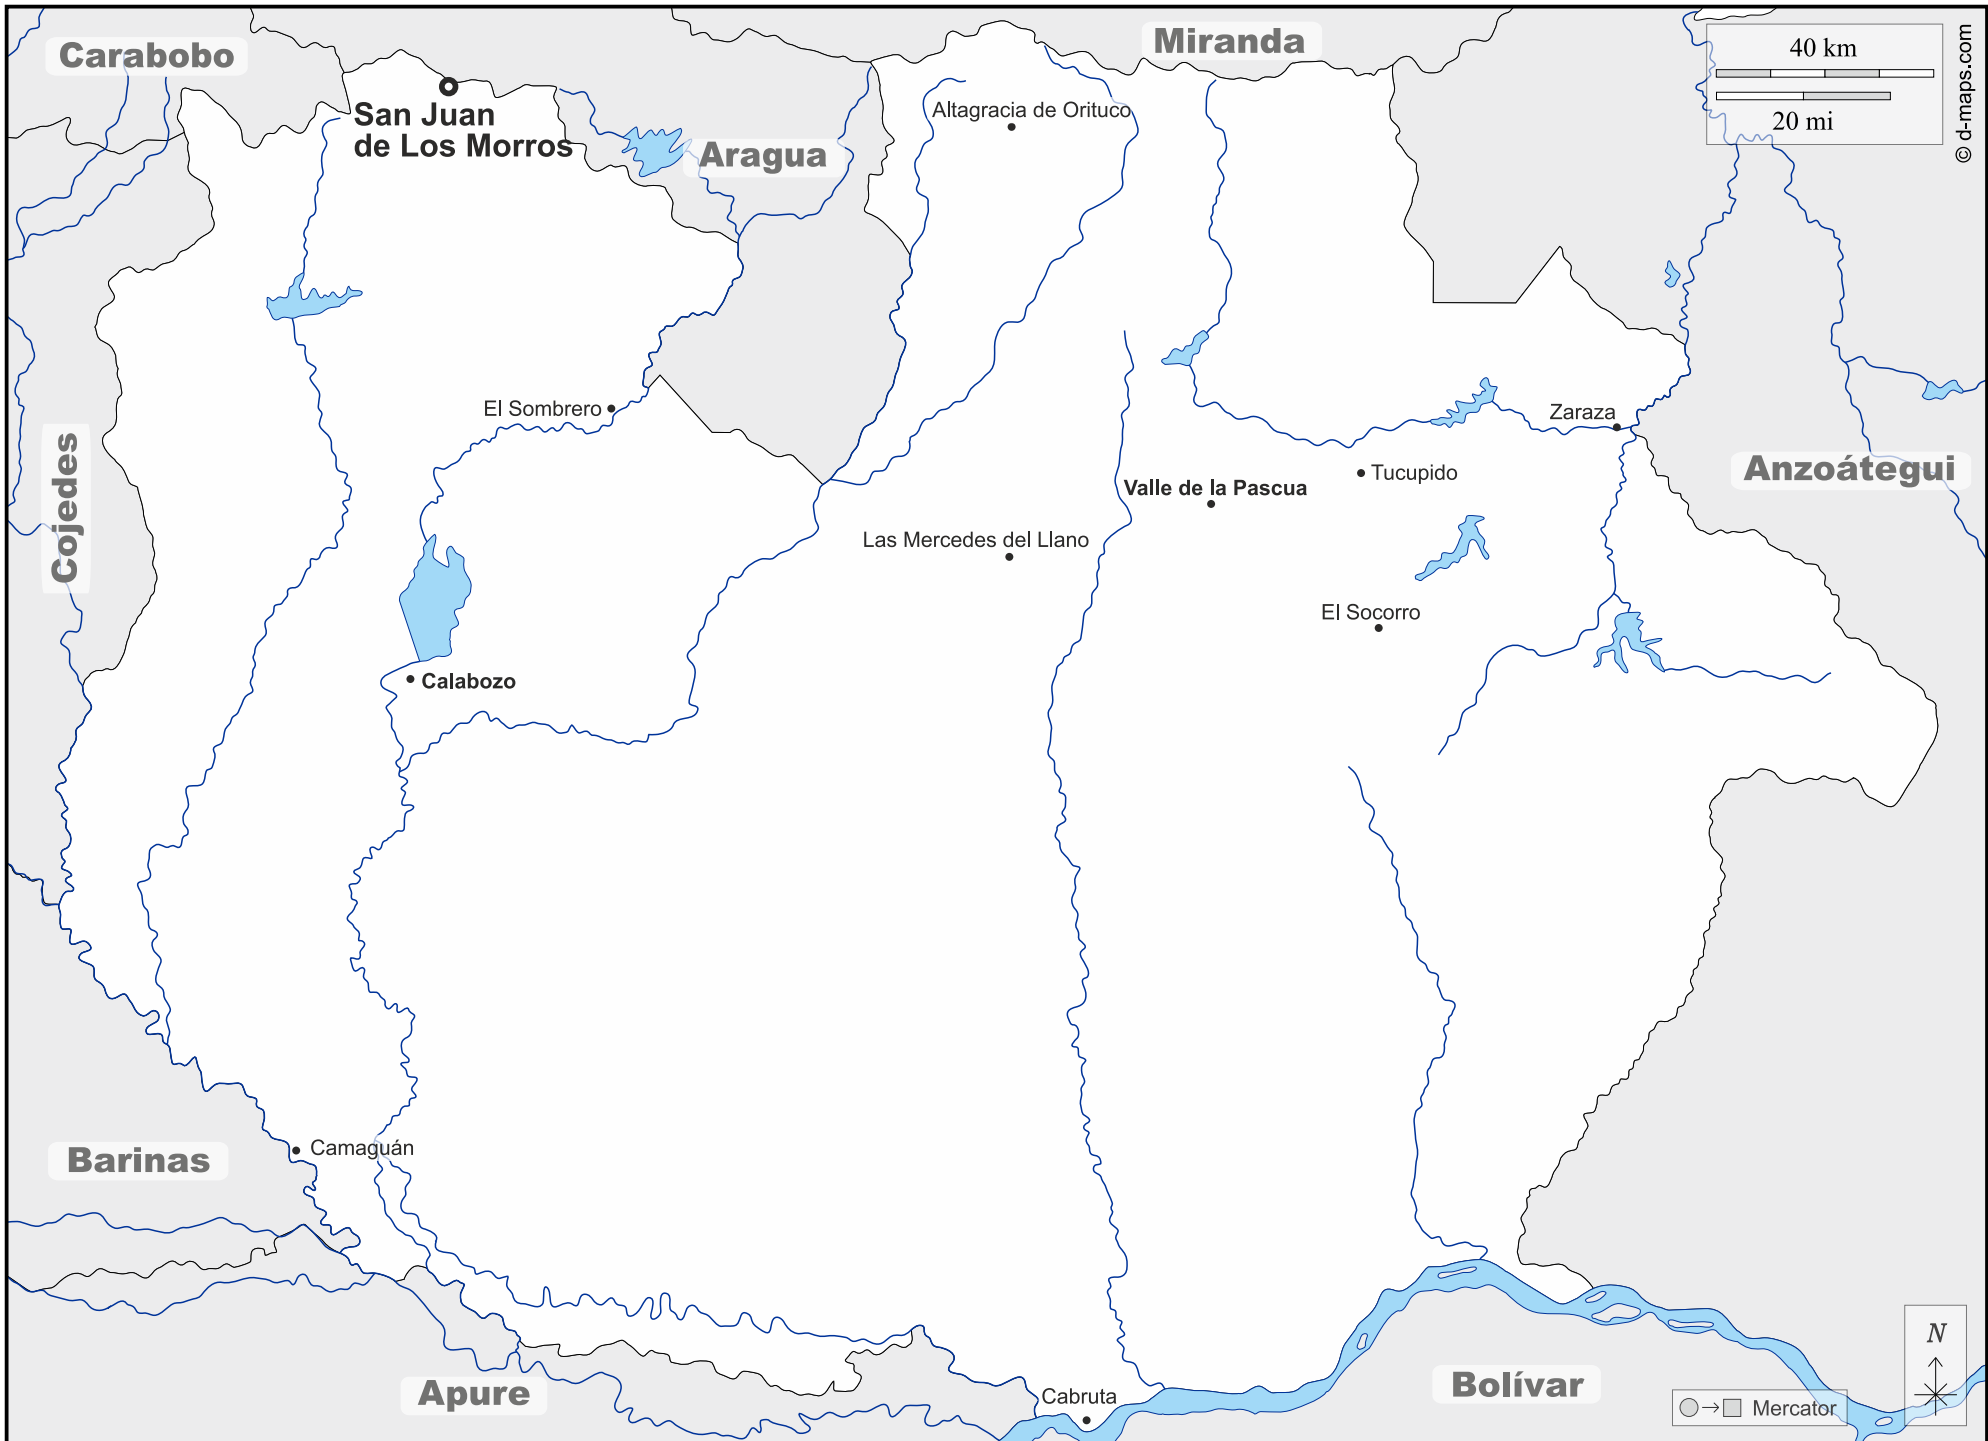 Carabobo
Miranda
40 km
20 mi
© d-maps.com
San Juan
de Los Morros
Altagracia de Orituco
Aragua
El Sombrero
Zaraza
Cojedes
Tucupido
Anzoátegui
Valle de la Pascua
Las Mercedes del Llano
El Socorro
Calabozo
Camaguán
Barinas
N
Apure
Bolívar
Cabruta
Mercator